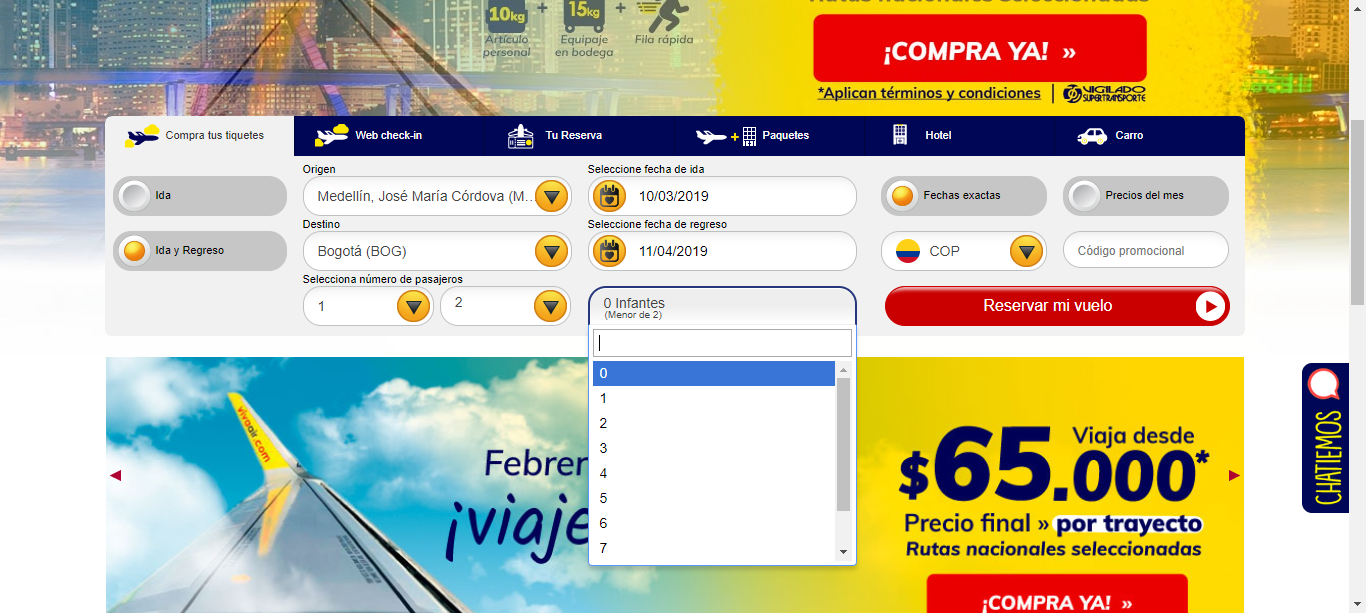 10kg + 15kg +
Artículo personal
Equipaje en bodega
Fila rápida
Rutas nacionales seleccionadas
¡COMPRA YA! »
*Aplican términos y condiciones | VIGILADO SUPERTRANSPORTE
Compra tus tiquetes
Web check-in
Tu Reserva
Paquetes
Hotel
Carro
Ida
Ida y Regreso
Origen
Medellín, José María Córdova (M...
Destino
Bogotá (BOG)
Selecciona número de pasajeros
1
2
Seleccione fecha de ida
10/03/2019
Seleccione fecha de regreso
11/04/2019
0 Infantes
(Menor de 2)
0
1
2
3
4
5
6
7
Fechas exactas
Precios del mes
COP
Código promocional
Reservar mi vuelo
vivaair.com
Febrer
¡viaje
Viaja desde
$65.000*
Precio final » por trayecto
Rutas nacionales seleccionadas
¡COMPRA YA! »
CHATIEMOS